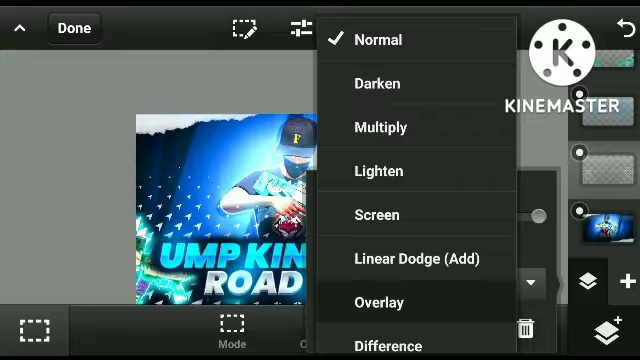 Done
Normal
Darken
Multiply
Lighten
Screen
Linear Dodge (Add)
Overlay
Difference
Mode
K
KINEMASTER
F
UMP KIN
ROAD